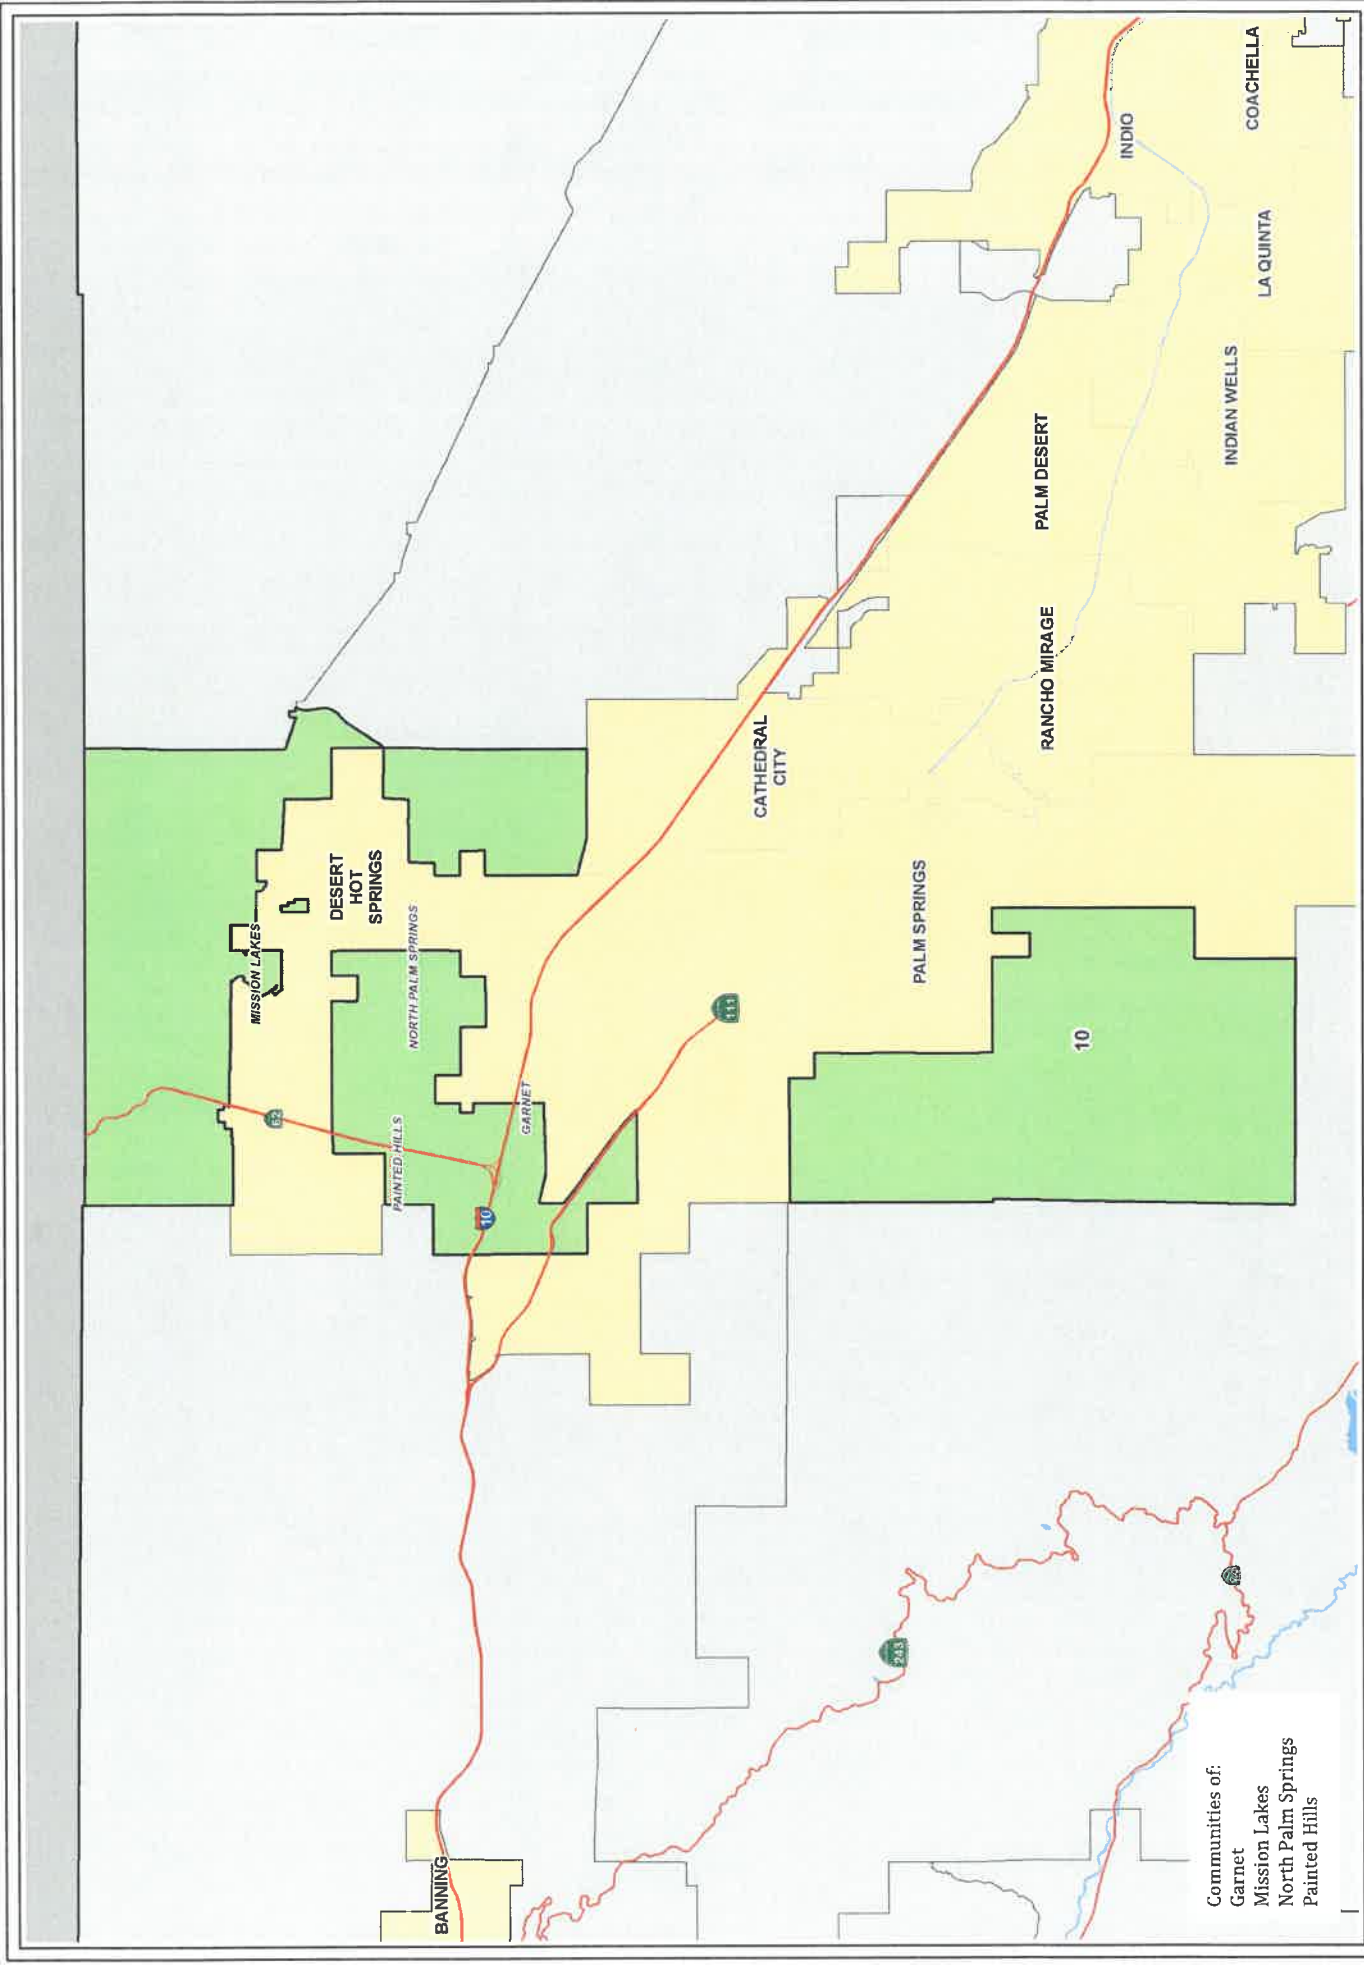 MISSION LAKES
62
DESERT
HOT
SPRINGS
PAINTED HILLS
NORTH PALM SPRINGS
BANNING
10
GARNET
111
CATHEDRAL
CITY
243
PALM SPRINGS
10
RANCHO MIRAGE
PALM DESERT
INDIO
INDIAN WELLS
LA QUINTA
COACHELLA
Communities of:
Garnet
Mission Lakes
North Palm Springs
Painted Hills